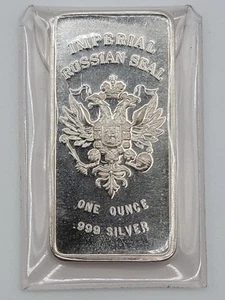 IMPERIAL
RUSSIAN SEAL
ONE OUNCE
.999 SILVER